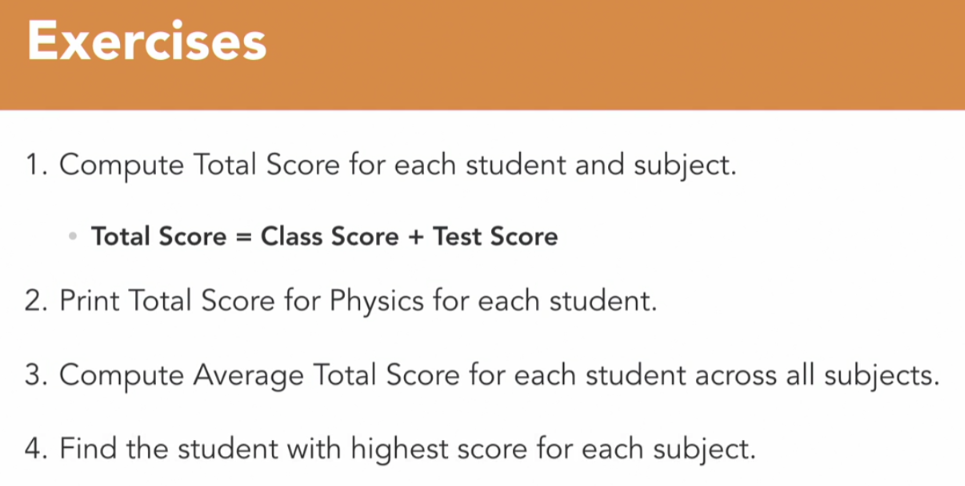 Exercises
1. Compute Total Score for each student and subject.
• Total Score = Class Score + Test Score
2. Print Total Score for Physics for each student.
3. Compute Average Total Score for each student across all subjects.
4. Find the student with highest score for each subject.